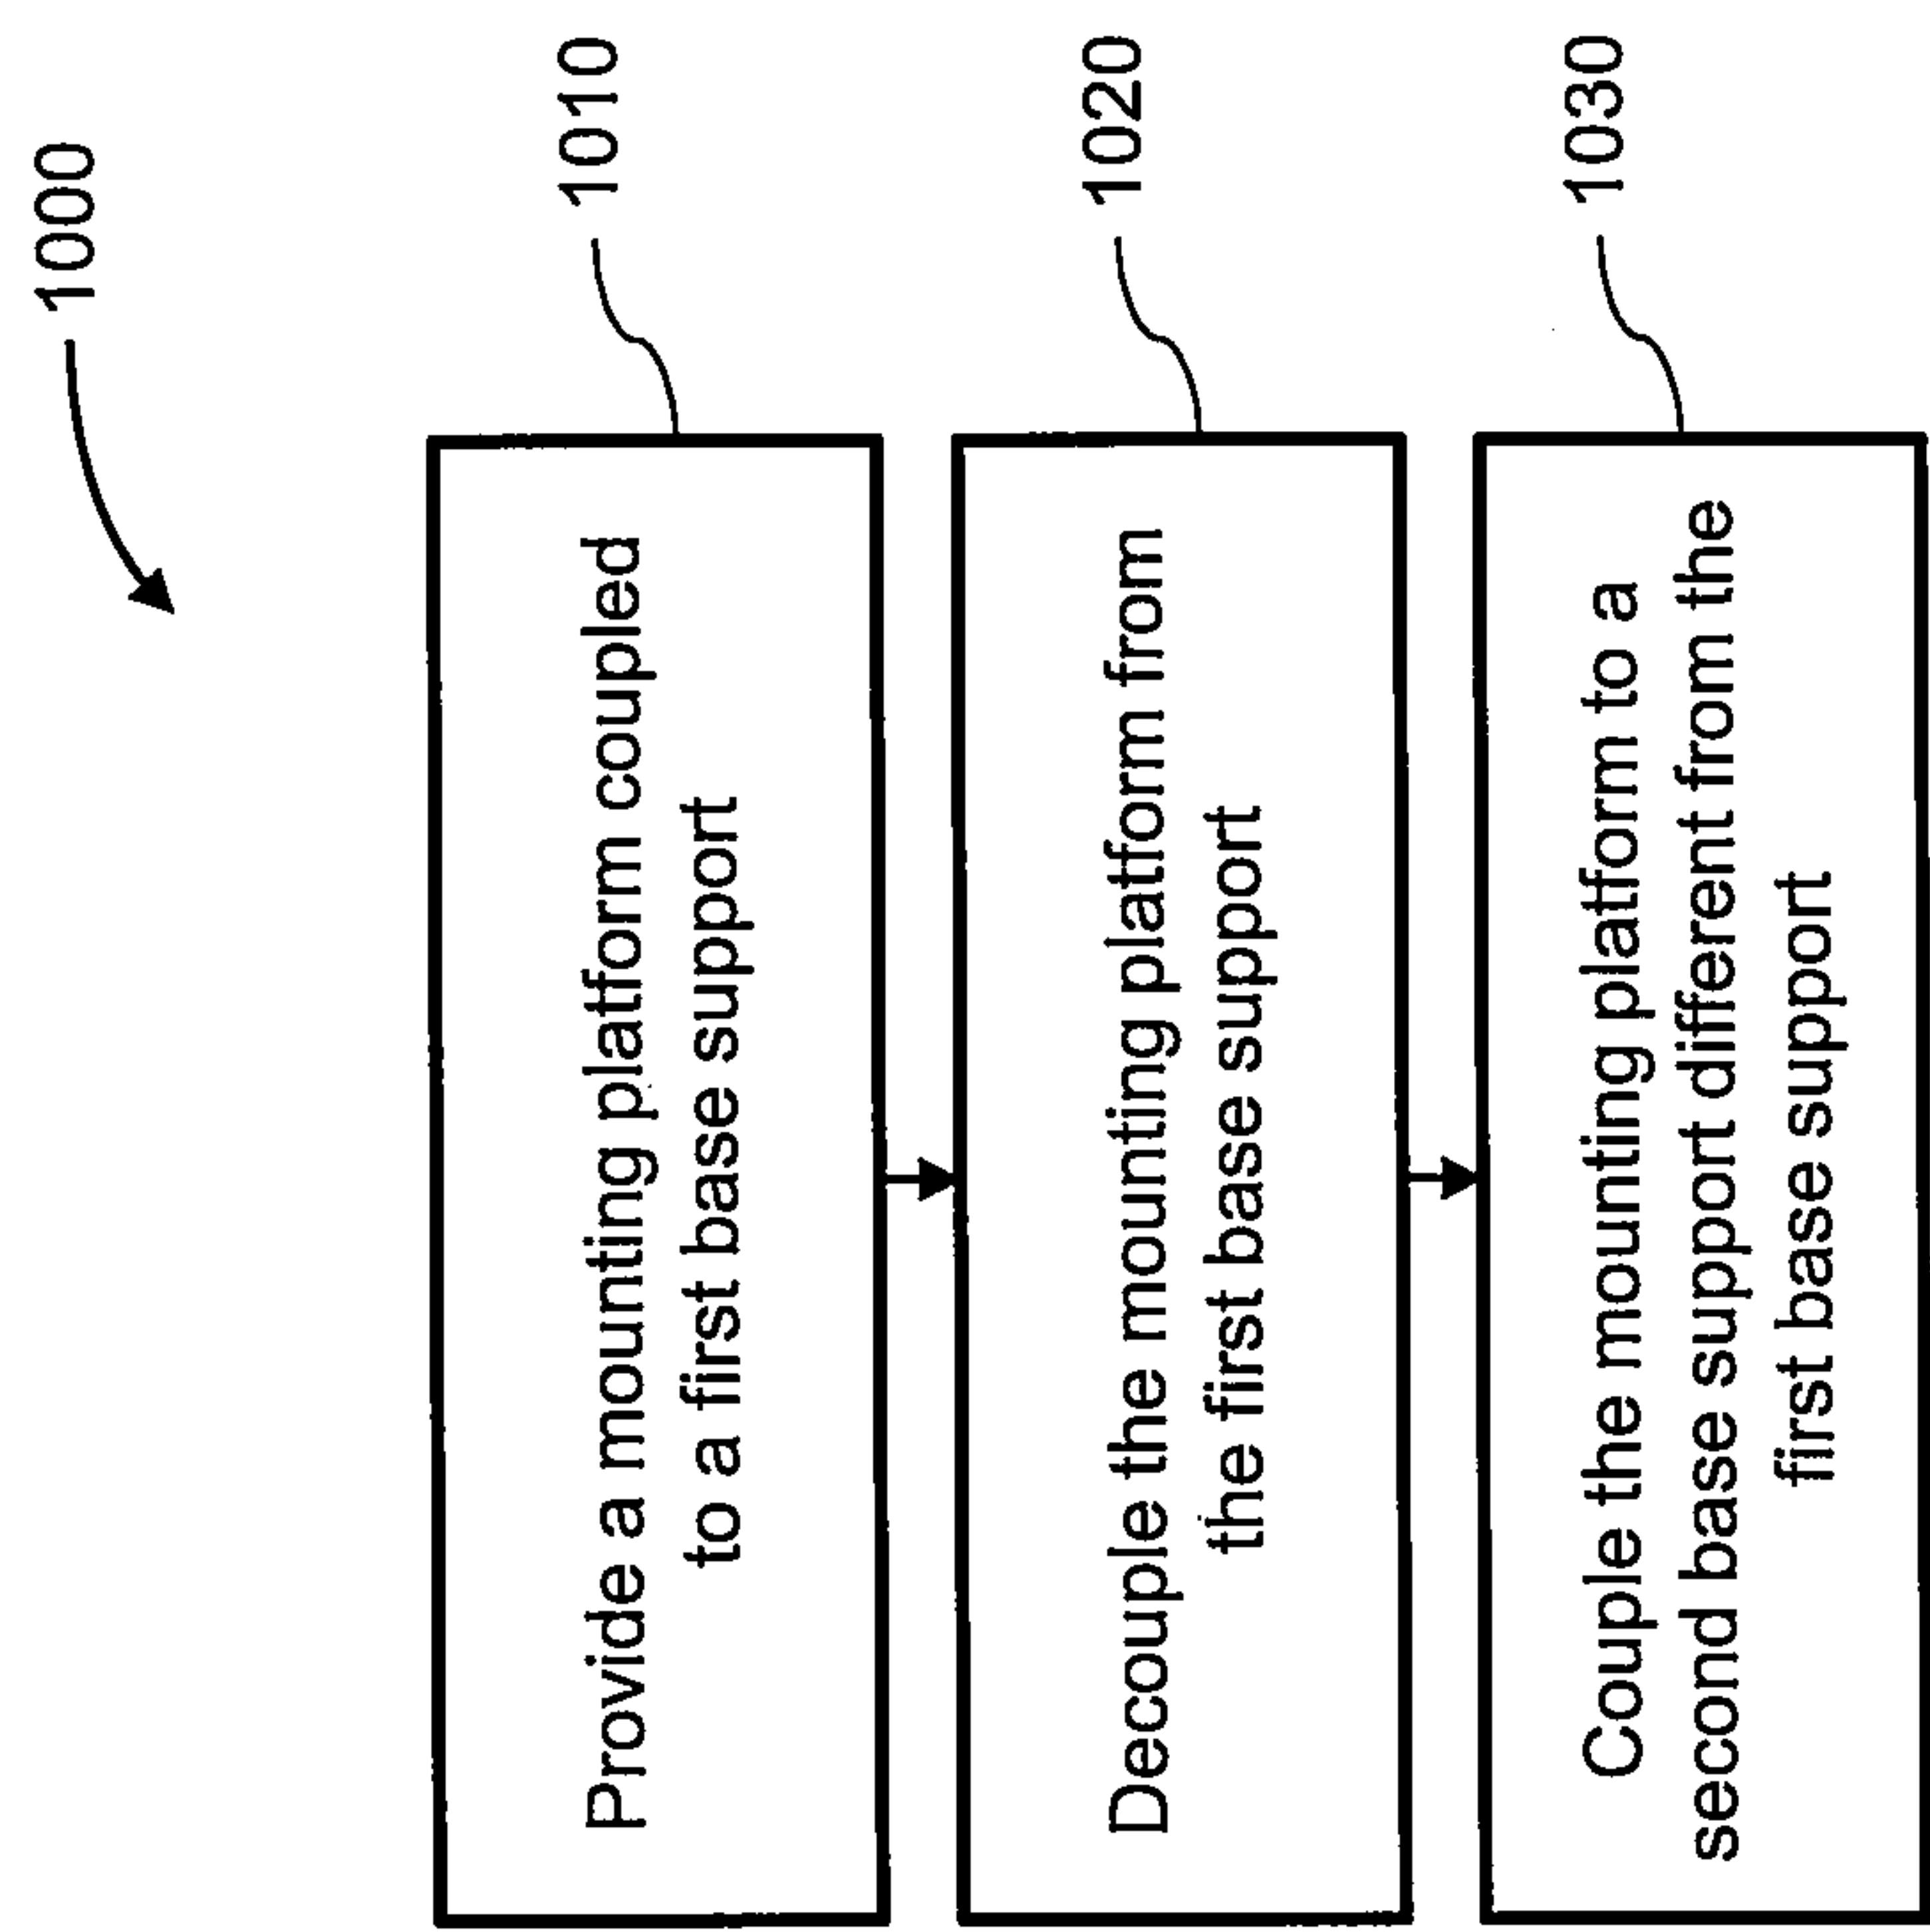 1000
Provide a mounting platform coupled
to a first base support
1010
Decouple the mounting platform from
the first base support
1020
Couple the mounting platform to a
second base support different from the
first base support
1030